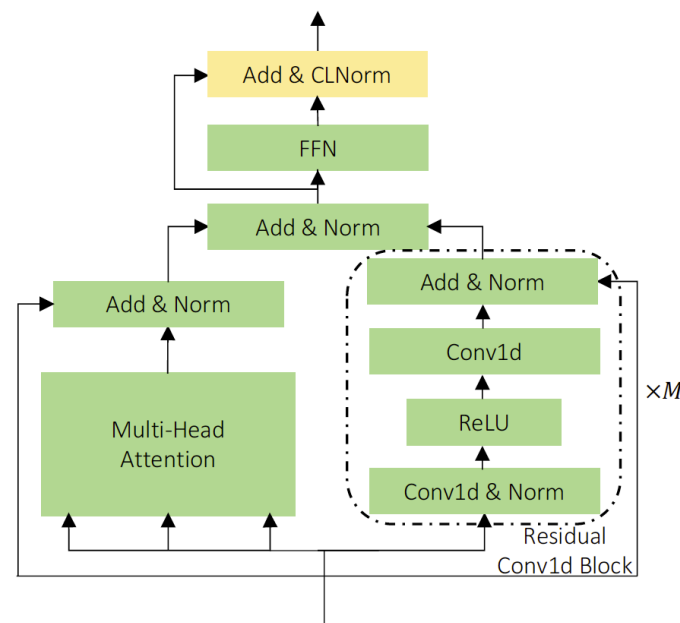 Add & CLNorm
FFN
Add & Norm
Add & Norm
Add & Norm
Conv1d
×M
Multi-Head
Attention
ReLU
Conv1d & Norm
Residual
Conv1d Block